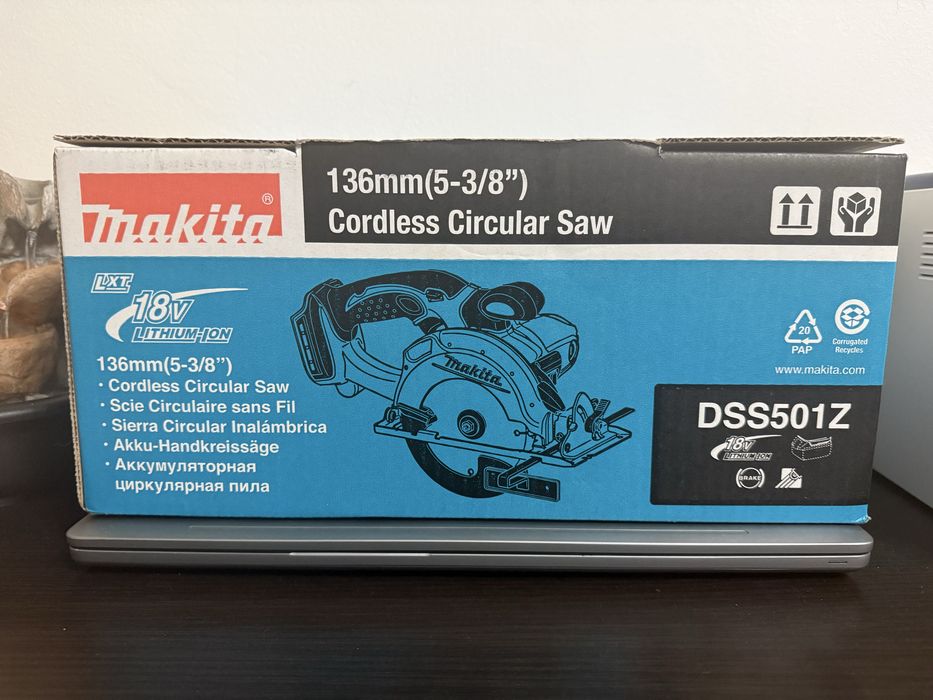 makita®
136mm(5-3/8”)
Cordless Circular Saw
LXT
18V
LITHIUM-ION
136mm(5-3/8”)
· Cordless Circular Saw
· Scie Circulaire sans Fil
· Sierra Circular Inalámbrica
· Akku-Handkreissäge
· Аккумуляторная
циркулярная пила
makita
20
PAP
Corrugated
Recycles
www.makita.com
DSS501Z
18V
LITHIUM-ION
BRAKE